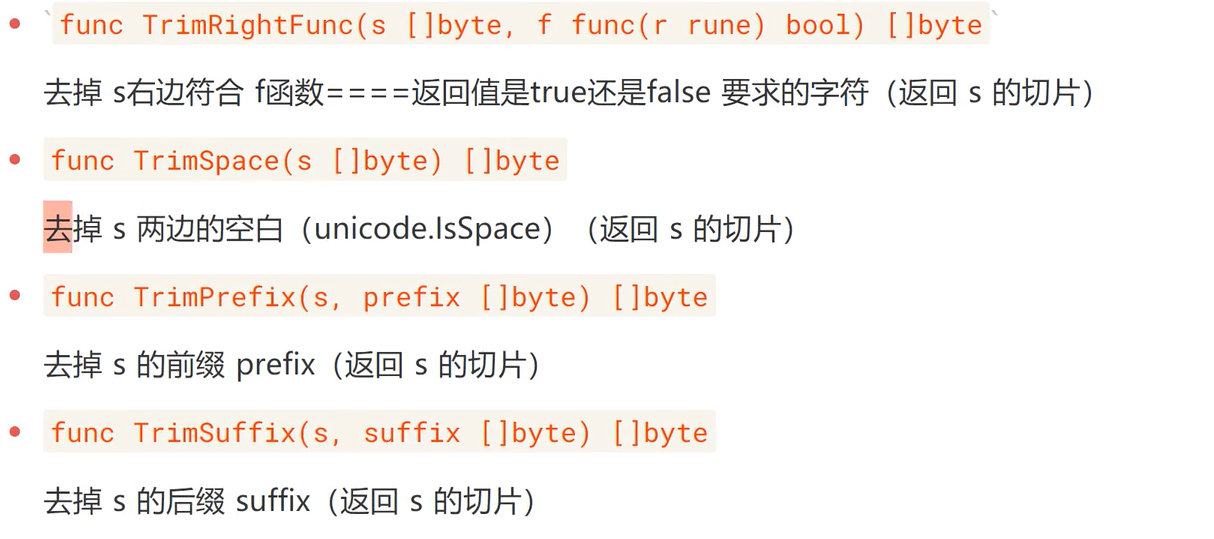 `func TrimRightFunc(s []byte, f func(r rune) bool) []byte`
去掉 s右边符合 f函数====返回值是true还是false 要求的字符（返回 s 的切片）
func TrimSpace(s []byte) []byte
去掉 s 两边的空白（unicode.IsSpace）（返回 s 的切片）
func TrimPrefix(s, prefix []byte) []byte
去掉 s 的前缀 prefix（返回 s 的切片）
func TrimSuffix(s, suffix []byte) []byte
去掉 s 的后缀 suffix（返回 s 的切片）